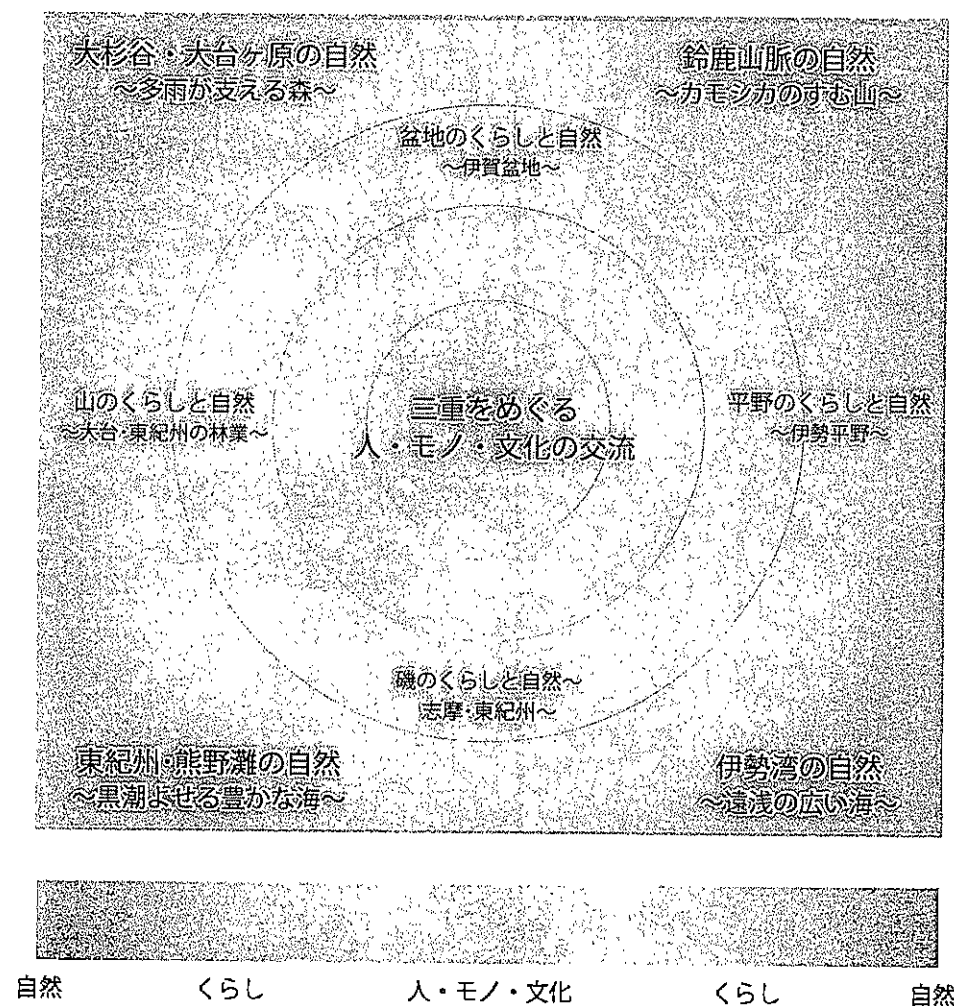 大杉谷・大台ヶ原の自然
~多雨が支える森~
鈴鹿山脈の自然
~カモシカのすむ山~
盆地のくらしと自然
~伊賀盆地~
山のくらしと自然
~大台・東紀州の林業~
三重をめぐる
人・モノ・文化の交流
平野のくらしと自然
~伊勢平野~
磯のくらしと自然~
志摩・東紀州~
東紀州・熊野灘の自然
~黒潮よせる豊かな海~
伊勢湾の自然
~遠浅の広い海~
自然
くらし
人・モノ・文化
くらし
自然